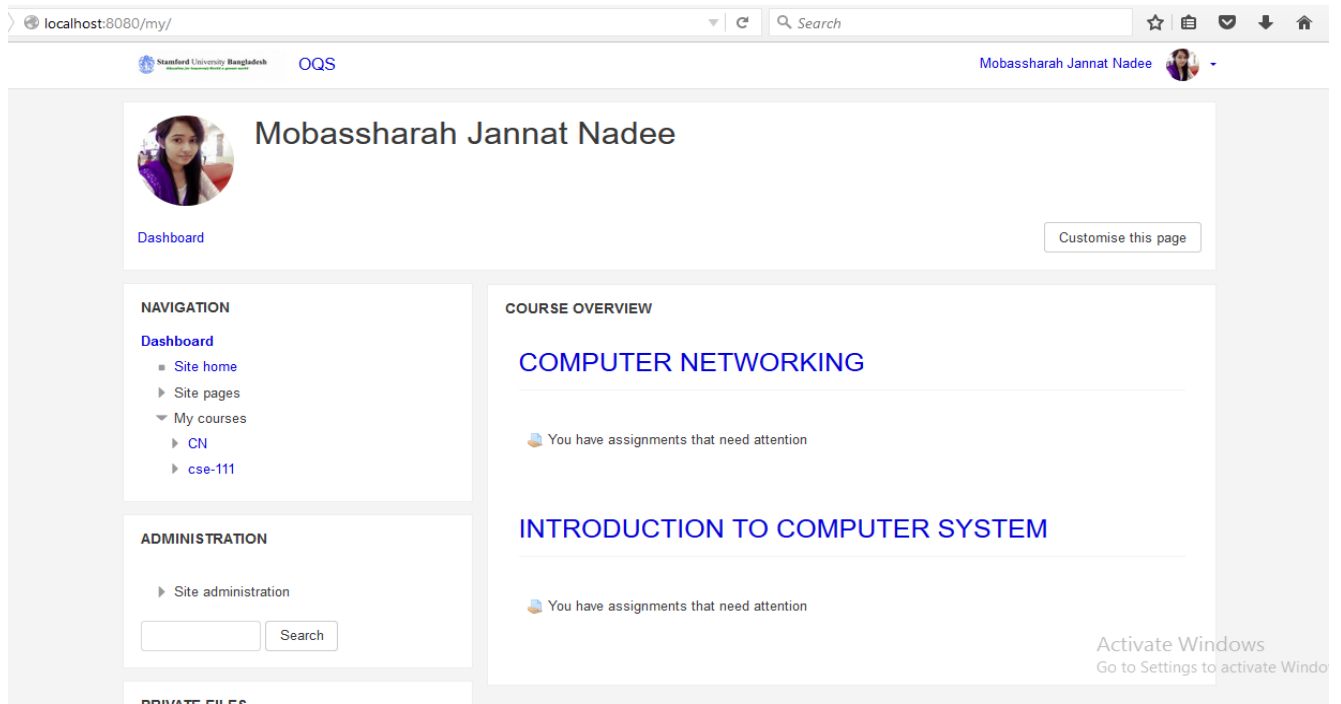 localhost:8080/my/
Search
Stamford University Bangladesh
OQS
Mobassharah Jannat Nadee
Mobassharah Jannat Nadee
Dashboard
Customise this page
NAVIGATION
Dashboard
Site home
Site pages
My courses
CN
cse-111
ADMINISTRATION
Site administration
Search
PRIVATE FILES
COURSE OVERVIEW
COMPUTER NETWORKING
You have assignments that need attention
INTRODUCTION TO COMPUTER SYSTEM
You have assignments that need attention
Activate Windows
Go to Settings to activate Windo